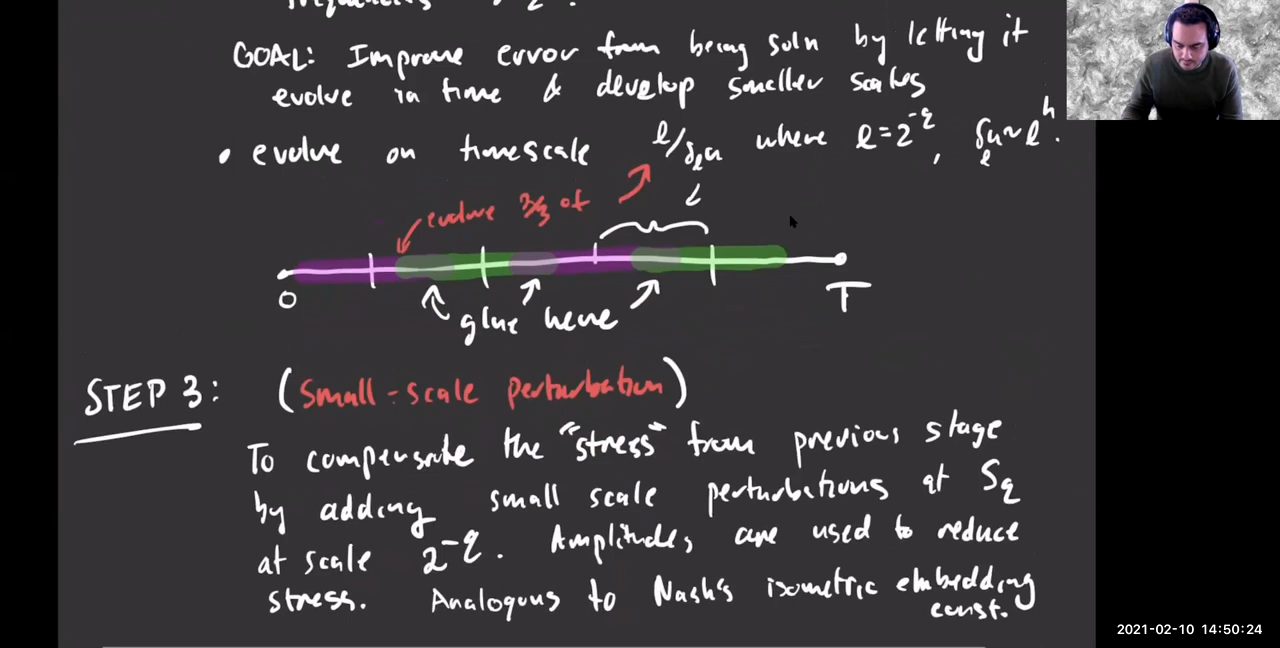 frequencies
GOAL: Improve error from being soln by letting it
evolve in time & develop smaller scales
• evolve on timescale ℓ/δ_ℓu where ℓ=2^-q, δ_ℓu~ℓ^h.
evolve 2/3 of
0
T
glue here
STEP 3: (small-scale perturbation)
To compensate the "stress" from previous stage
by adding small scale perturbations at S_q
at scale 2^-q. Amplitudes are used to reduce
stress. Analogous to Nash's isometric embedding
const.
2021-02-10 14:50:24